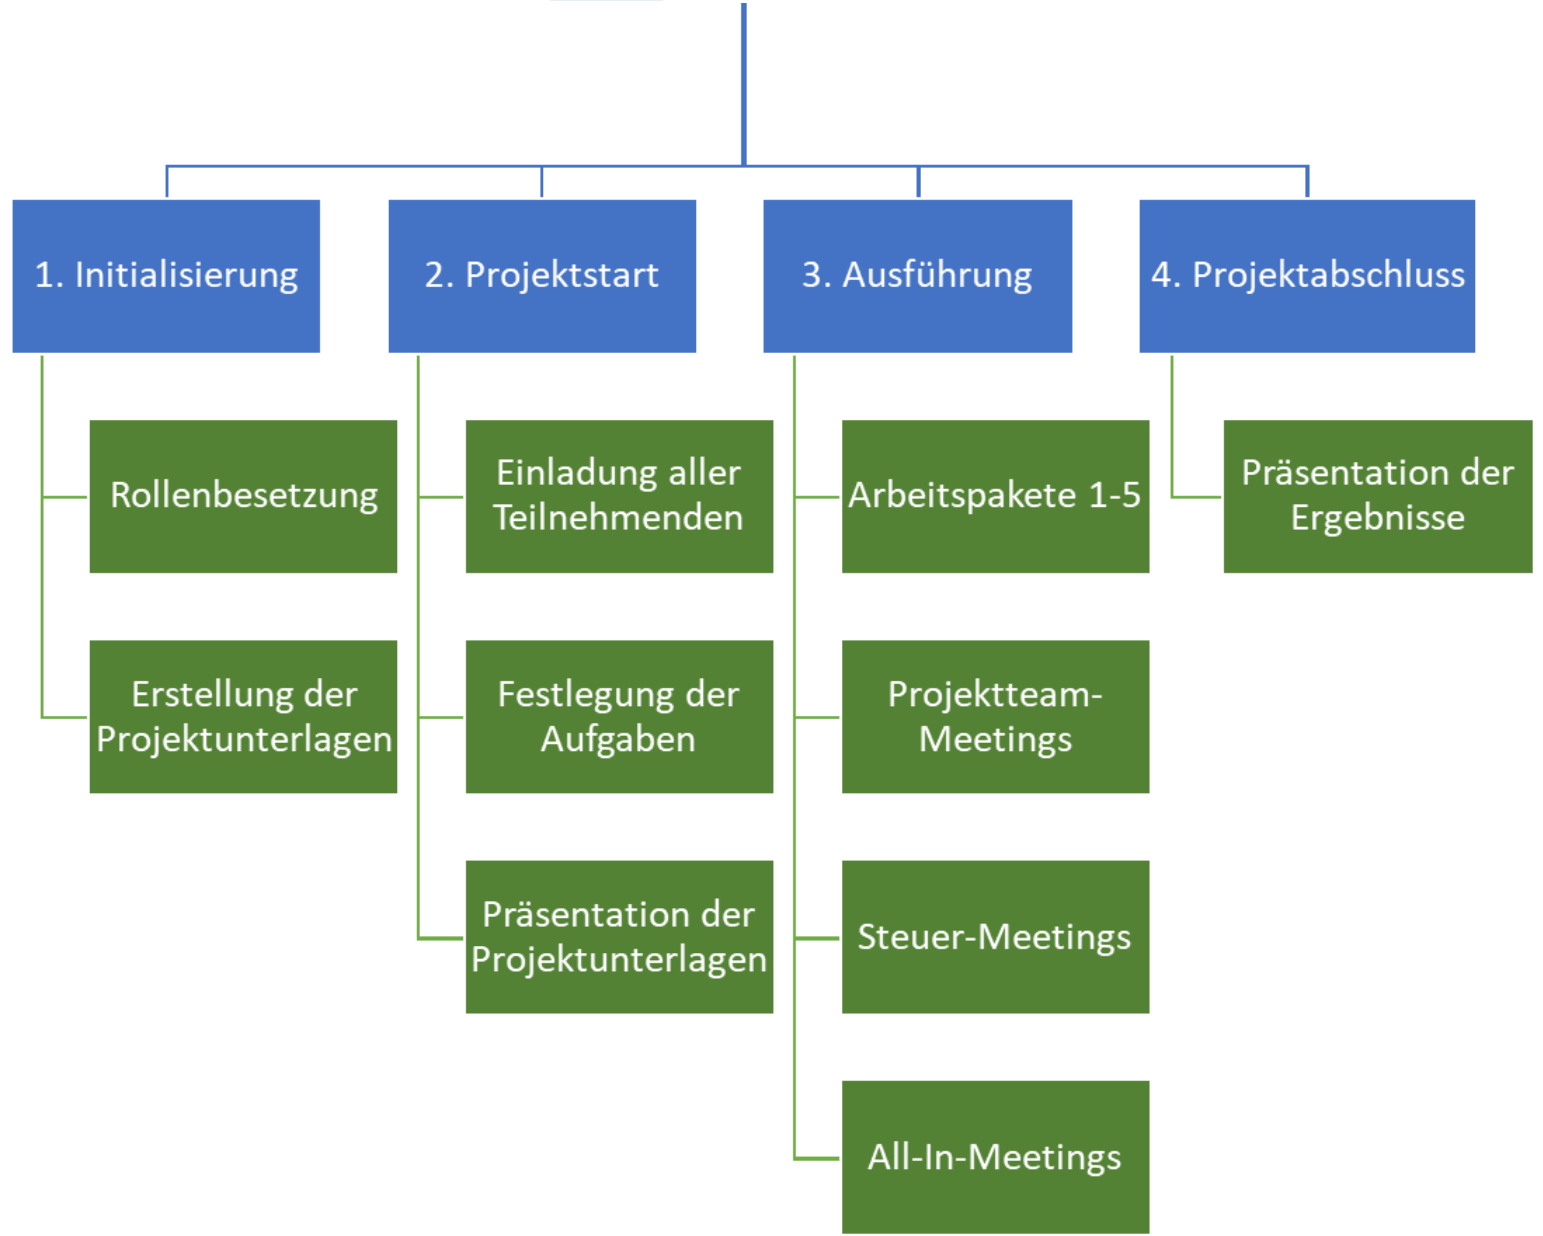 1. Initialisierung
2. Projektstart
3. Ausführung
4. Projektabschluss
Rollenbesetzung
Erstellung der
Projektunterlagen
Einladung aller
Teilnehmenden
Festlegung der
Aufgaben
Präsentation der
Projektunterlagen
Arbeitspakete 1-5
Projektteam-
Meetings
Steuer-Meetings
All-In-Meetings
Präsentation der
Ergebnisse